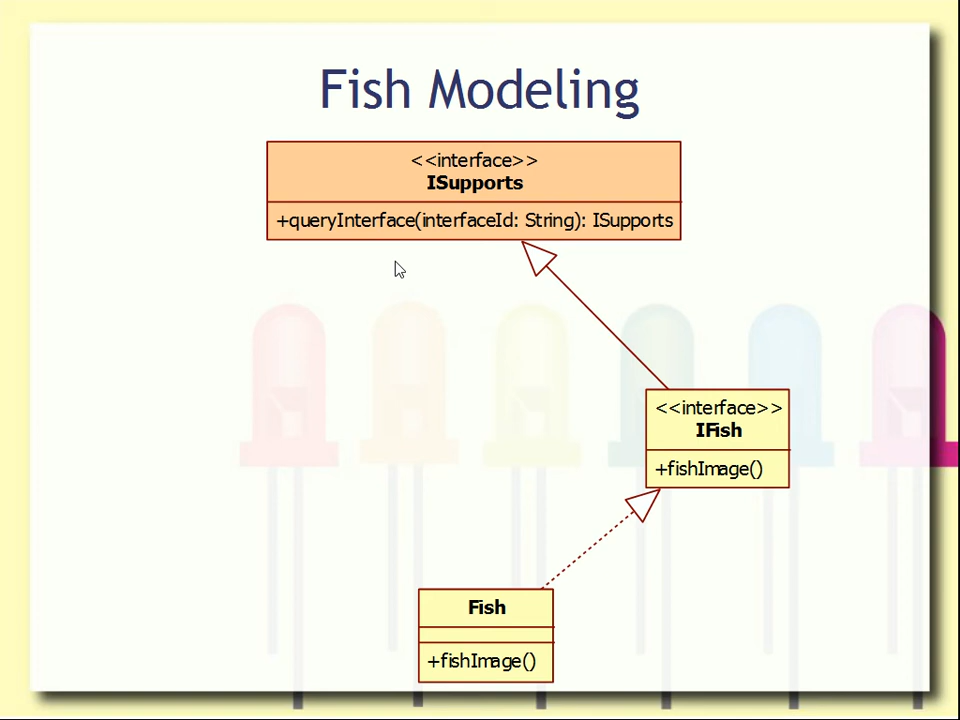 Fish Modeling
<<interface>>
ISupports
+queryInterface(interfaceId: String): ISupports
<<interface>>
IFish
+fishImage()
Fish
+fishImage()